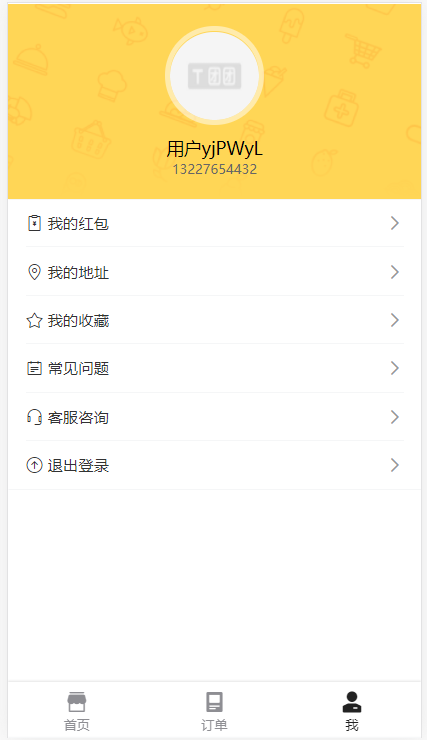 用户yjPWyL
13227654432
我的红包
我的地址
我的收藏
常见问题
客服咨询
退出登录
首页
订单
我